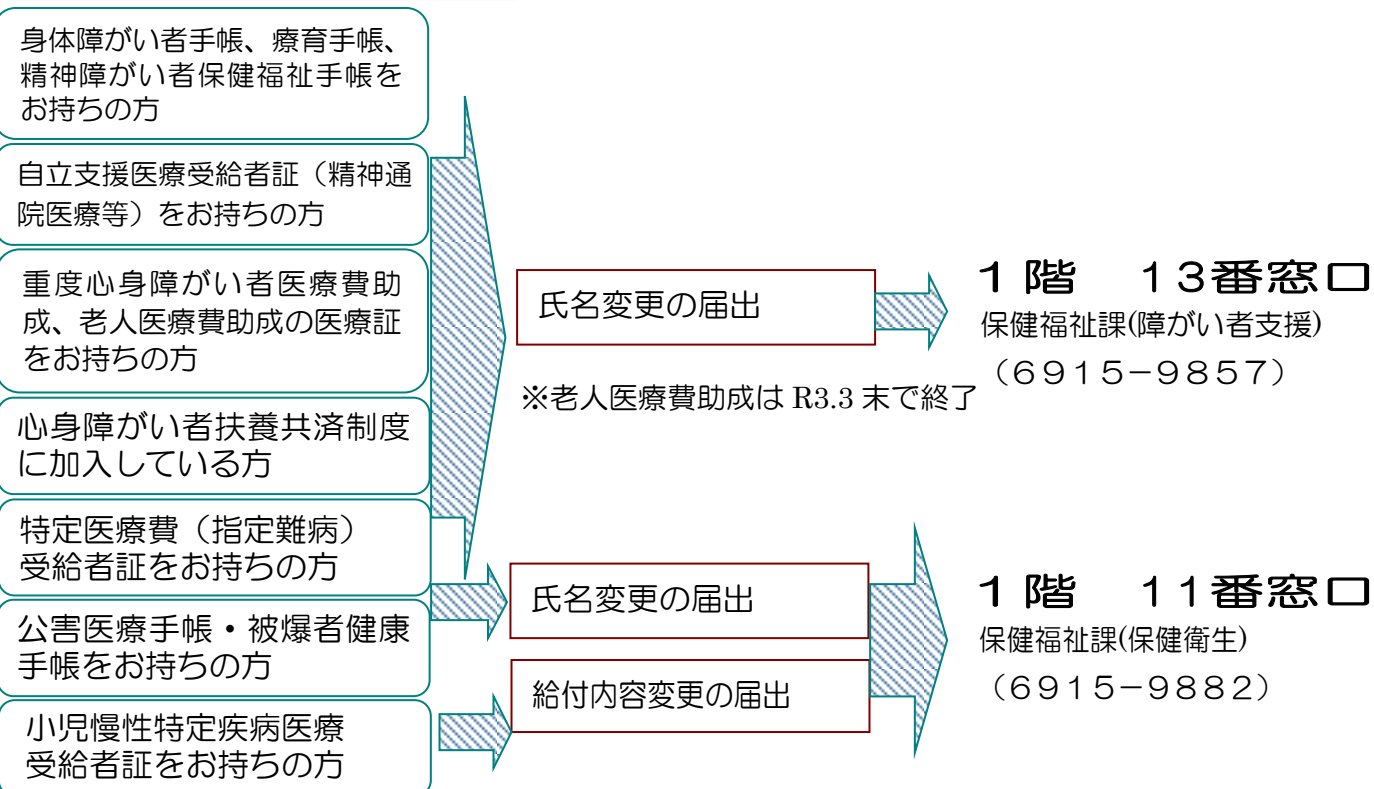 身体障がい者手帳、療育手帳、
精神障がい者保健福祉手帳を
お持ちの方
自立支援医療受給者証（精神通
院医療等）をお持ちの方
重度心身障がい者医療費助
成、老人医療費助成の医療証
をお持ちの方
心身障がい者扶養共済制度
に加入している方
特定医療費（指定難病）
受給者証をお持ちの方
公害医療手帳・被爆者健康
手帳をお持ちの方
小児慢性特定疾病医療
受給者証をお持ちの方
氏名変更の届出
※老人医療費助成は R3.3 末で終了
氏名変更の届出
給付内容変更の届出
１階　１３番窓口
保健福祉課(障がい者支援)
（６９１５－９８５７）
１階　１１番窓口
保健福祉課(保健衛生)
（６９１５－９８８２）